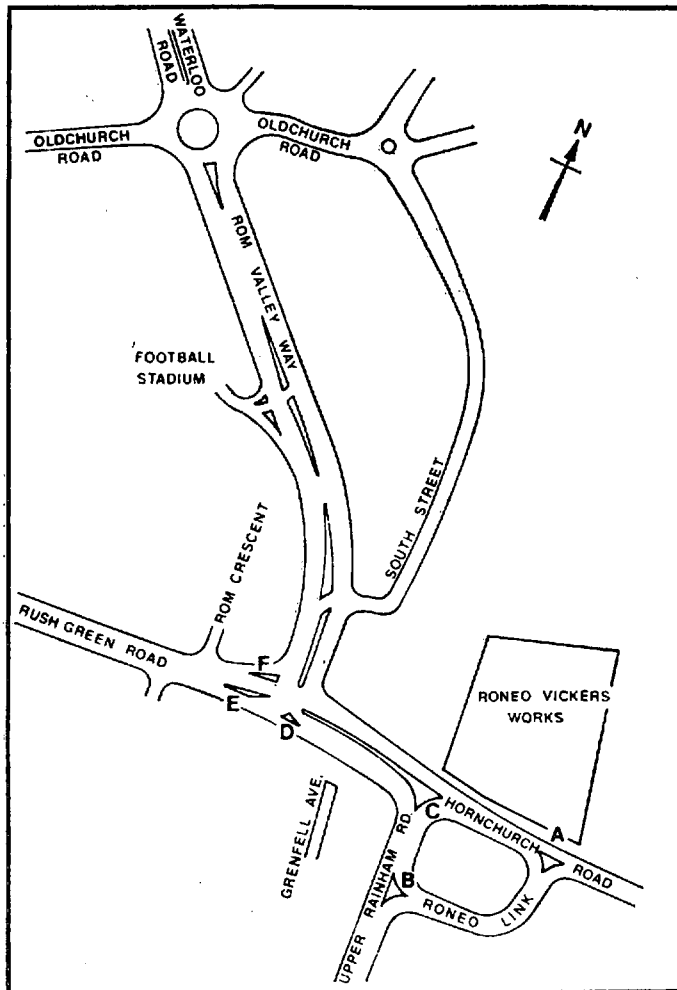 WATERLOO
ROAD
OLDCHURCH
ROAD
OLDCHURCH
ROAD
N
ROM VALLEY WAY
FOOTBALL
STADIUM
SOUTH STREET
ROM CRESCENT
RUSH GREEN ROAD
F
E
D
RONEO VICKERS
WORKS
GRENFELL AVE.
C
HORNCHURCH ROAD
A
UPPER RAINHAM RD.
B
RONEO LINK